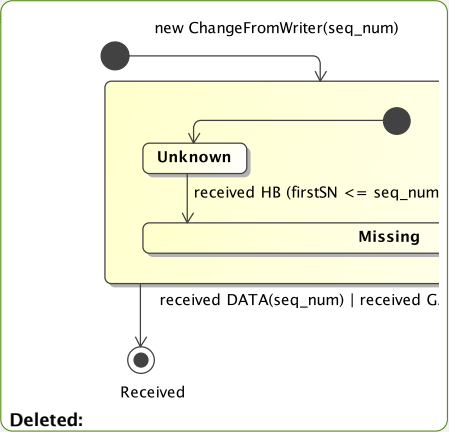 new ChangeFromWriter(seq_num)
Unknown
received HB (firstSN <= seq_num
Missing
received DATA(seq_num) | received
Received
Deleted: